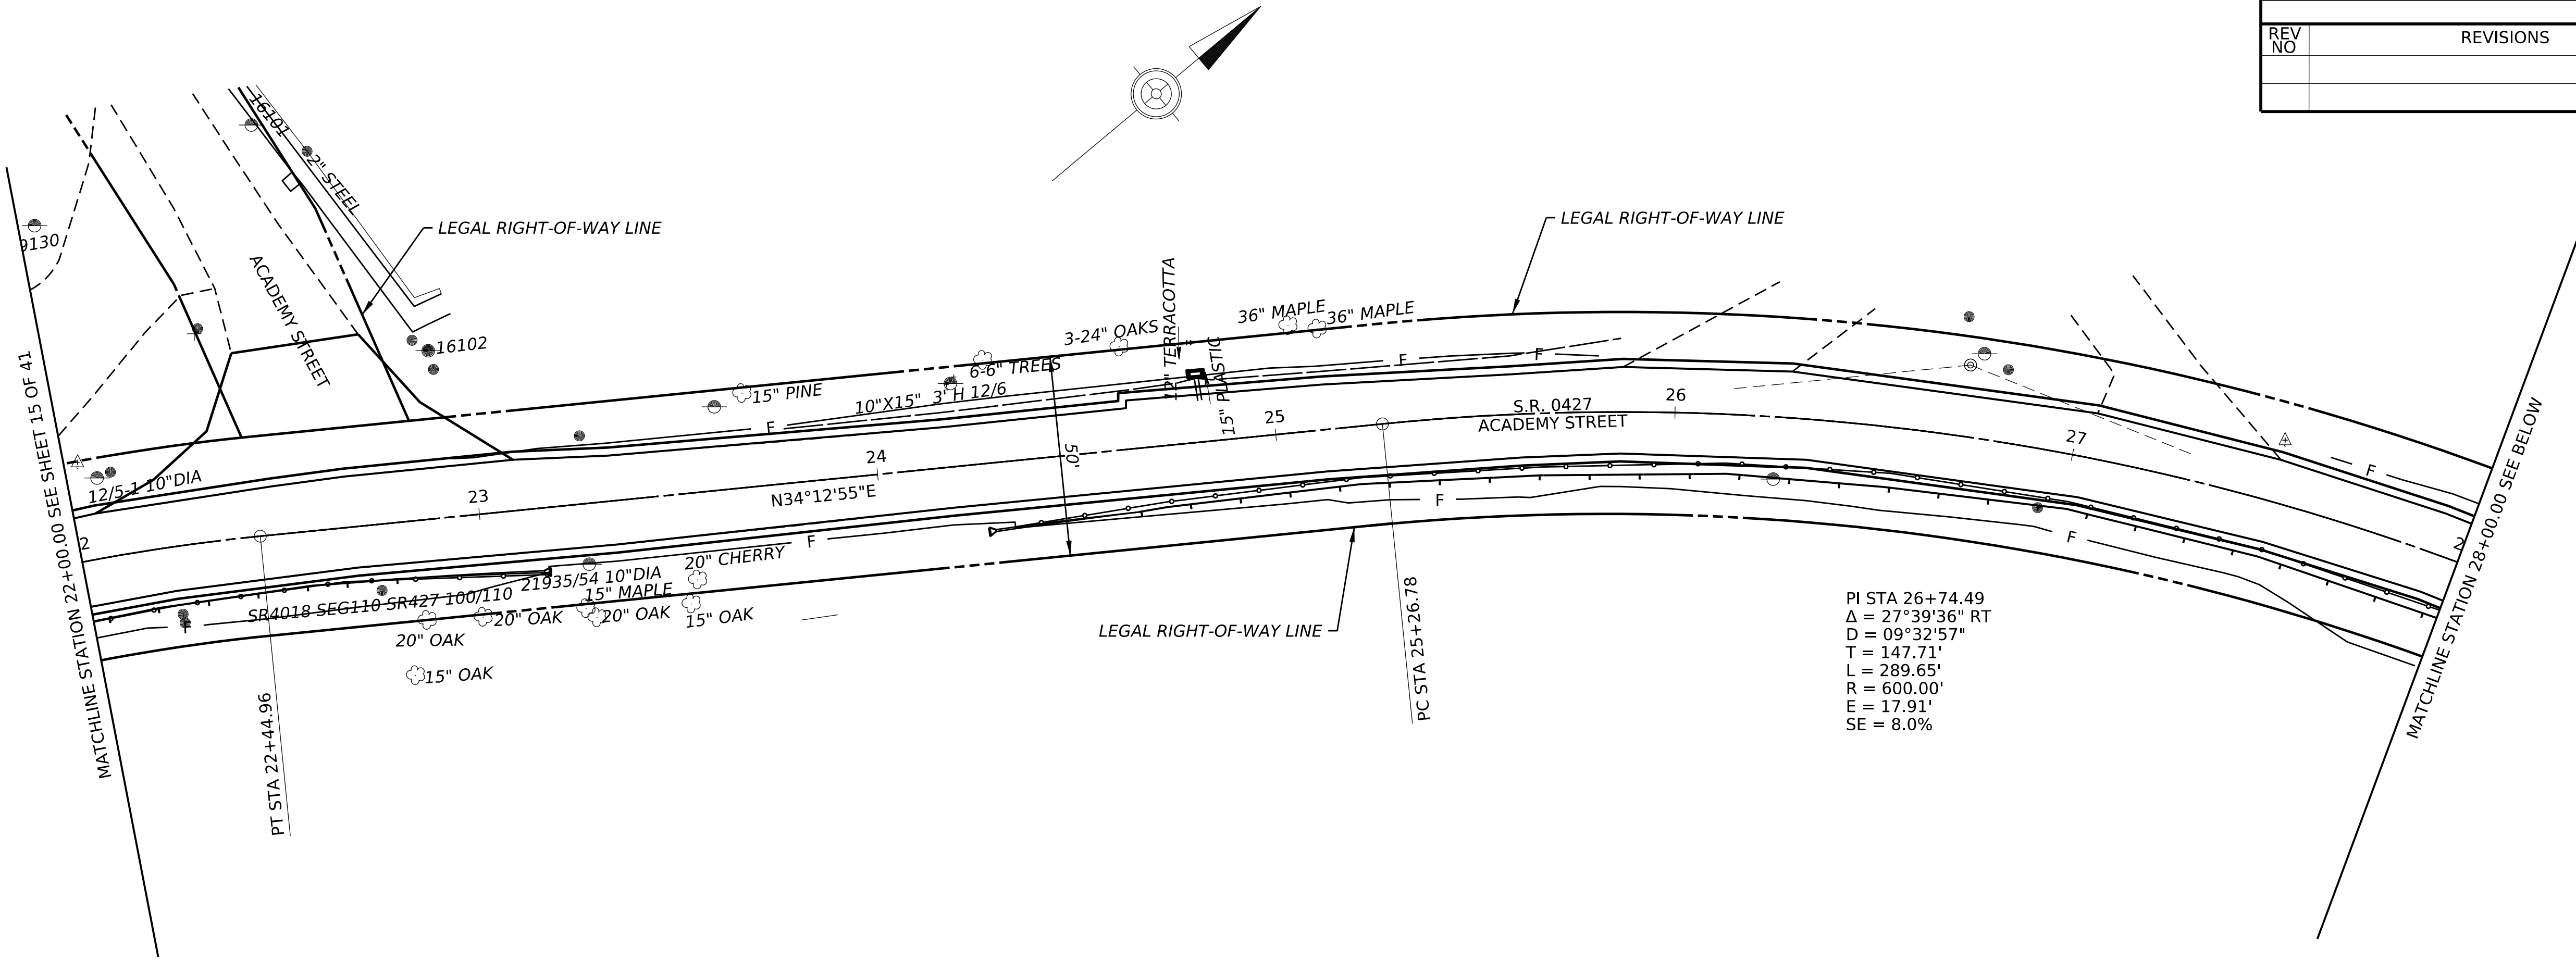 REV
NO
REVISIONS
16101
2" STEEL
9130
ACADEMY STREET
LEGAL RIGHT-OF-WAY LINE
LEGAL RIGHT-OF-WAY LINE
16102
MATCHLINE STATION 22+00.00 SEE SHEET 15 OF 41
12/5-1 10"DIA
15" PINE
10"X15" 3' H 12/6
6-6" TREES
3-24" OAKS
12" TERRACOTTA
15" PLASTIC
36" MAPLE
36" MAPLE
F
F
F
F
2
23
24
25
26
27
2
N34°12'55"E
50'
S.R. 0427
ACADEMY STREET
F
F
F
F
SR4018 SEG110 SR427 100/110
21935/54 10"DIA
20" CHERRY
15" MAPLE
20" OAK
20" OAK
15" OAK
20" OAK
15" OAK
LEGAL RIGHT-OF-WAY LINE
PT STA 22+44.96
PC STA 25+26.78
PI STA 26+74.49
Δ = 27°39'36" RT
D = 09°32'57"
T = 147.71'
L = 289.65'
R = 600.00'
E = 17.91'
SE = 8.0%
MATCHLINE STATION 28+00.00 SEE BELOW